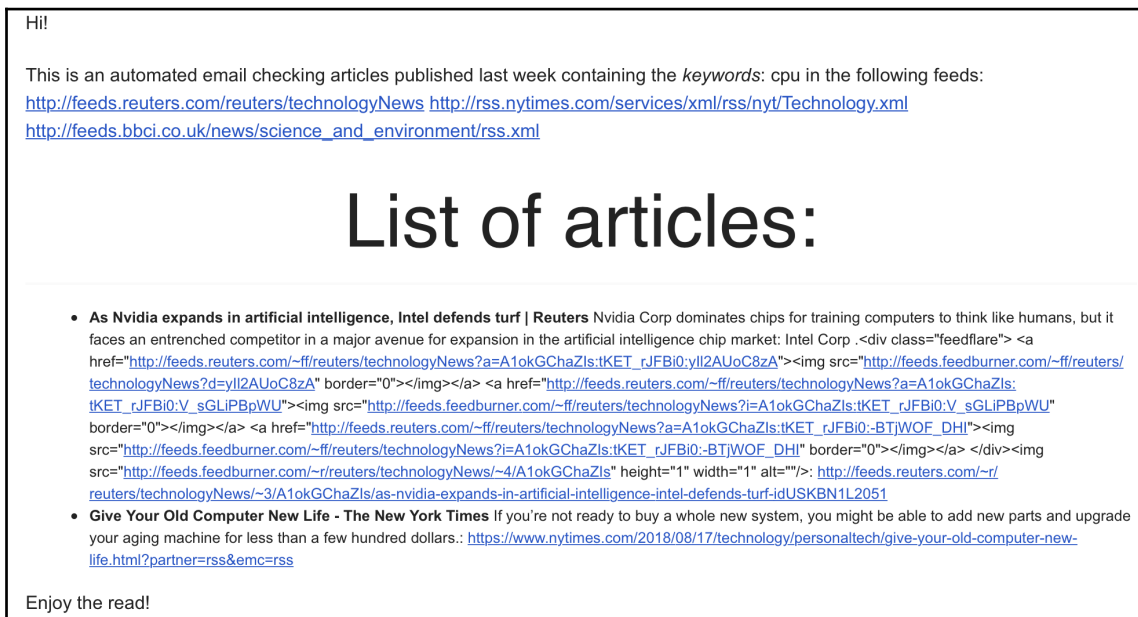 Hi!
This is an automated email checking articles published last week containing the keywords: cpu in the following feeds:
http://feeds.reuters.com/reuters/technologyNews http://rss.nytimes.com/services/xml/rss/nyt/Technology.xml
http://feeds.bbci.co.uk/news/science_and_environment/rss.xml
List of articles:
• As Nvidia expands in artificial intelligence, Intel defends turf | Reuters Nvidia Corp dominates chips for training computers to think like humans, but it
faces an entrenched competitor in a major avenue for expansion in the artificial intelligence chip market: Intel Corp .<div class="feedflare"> <a
href="http://feeds.reuters.com/~ff/reuters/technologyNews?a=A1okGChaZIs:tKET_rJFBi0:yIl2AUoC8zA"><img src="http://feeds.feedburner.com/~ff/reuters/
technologyNews?d=yIl2AUoC8zA" border="0"></img></a> <a href="http://feeds.reuters.com/~ff/reuters/technologyNews?a=A1okGChaZIs:
tKET_rJFBi0:V_sGLiPBpWU"><img src="http://feeds.feedburner.com/~ff/reuters/technologyNews?i=A1okGChaZIs:tKET_rJFBi0:V_sGLiPBpWU"
border="0"></img></a> <a href="http://feeds.reuters.com/~ff/reuters/technologyNews?a=A1okGChaZIs:tKET_rJFBi0:-BTjWOF_DHI"><img
src="http://feeds.feedburner.com/~ff/reuters/technologyNews?i=A1okGChaZIs:tKET_rJFBi0:-BTjWOF_DHI" border="0"></img></a> </div><img
src="http://feeds.feedburner.com/~r/reuters/technologyNews/~4/A1okGChaZIs" height="1" width="1" alt=""/>: http://feeds.reuters.com/~r/
reuters/technologyNews/~3/A1okGChaZIs/as-nvidia-expands-in-artificial-intelligence-intel-defends-turf-idUSKBN1L2051
• Give Your Old Computer New Life - The New York Times If you’re not ready to buy a whole new system, you might be able to add new parts and upgrade
your aging machine for less than a few hundred dollars.: https://www.nytimes.com/2018/08/17/technology/personaltech/give-your-old-computer-new-
life.html?partner=rss&emc=rss
Enjoy the read!